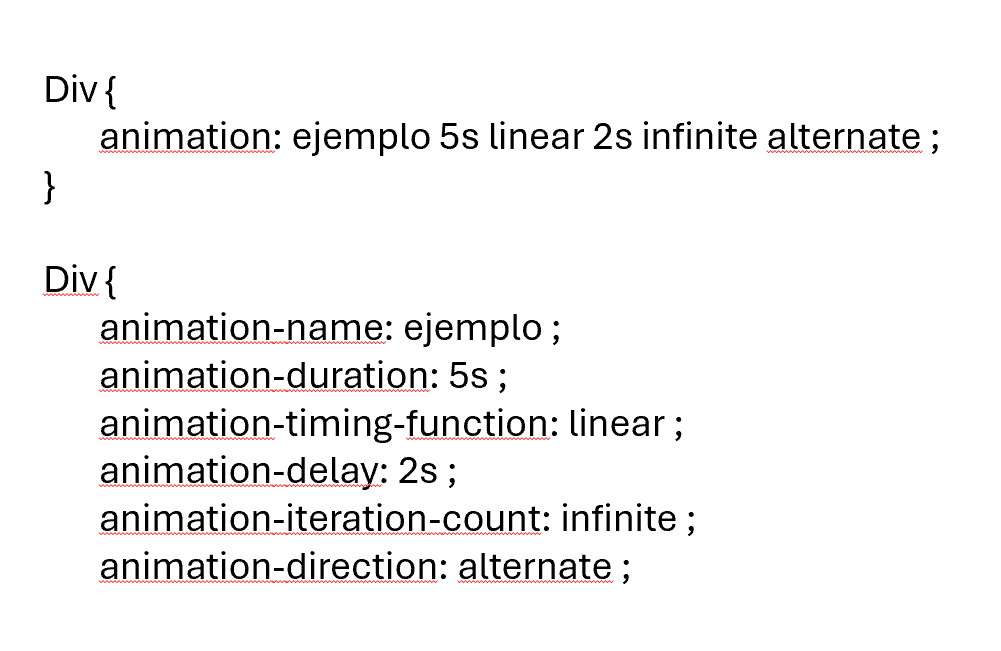 Div {
animation: ejemplo 5s linear 2s infinite alternate ;
}
Div {
animation-name: ejemplo ;
animation-duration: 5s ;
animation-timing-function: linear ;
animation-delay: 2s ;
animation-iteration-count: infinite ;
animation-direction: alternate ;